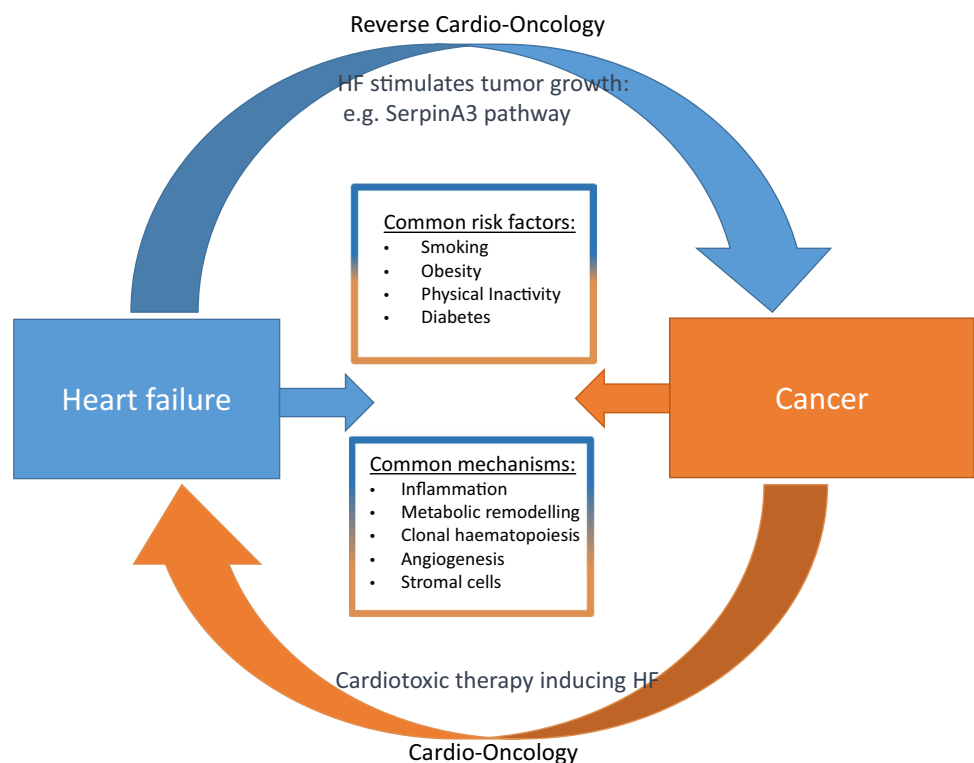 Reverse Cardio-Oncology
HF stimulates tumor growth:
e.g. SerpinA3 pathway
Common risk factors:
• Smoking
• Obesity
• Physical Inactivity
• Diabetes
Heart failure
Cancer
Common mechanisms:
• Inflammation
• Metabolic remodelling
• Clonal haematopoiesis
• Angiogenesis
• Stromal cells
Cardiotoxic therapy inducing HF
Cardio-Oncology